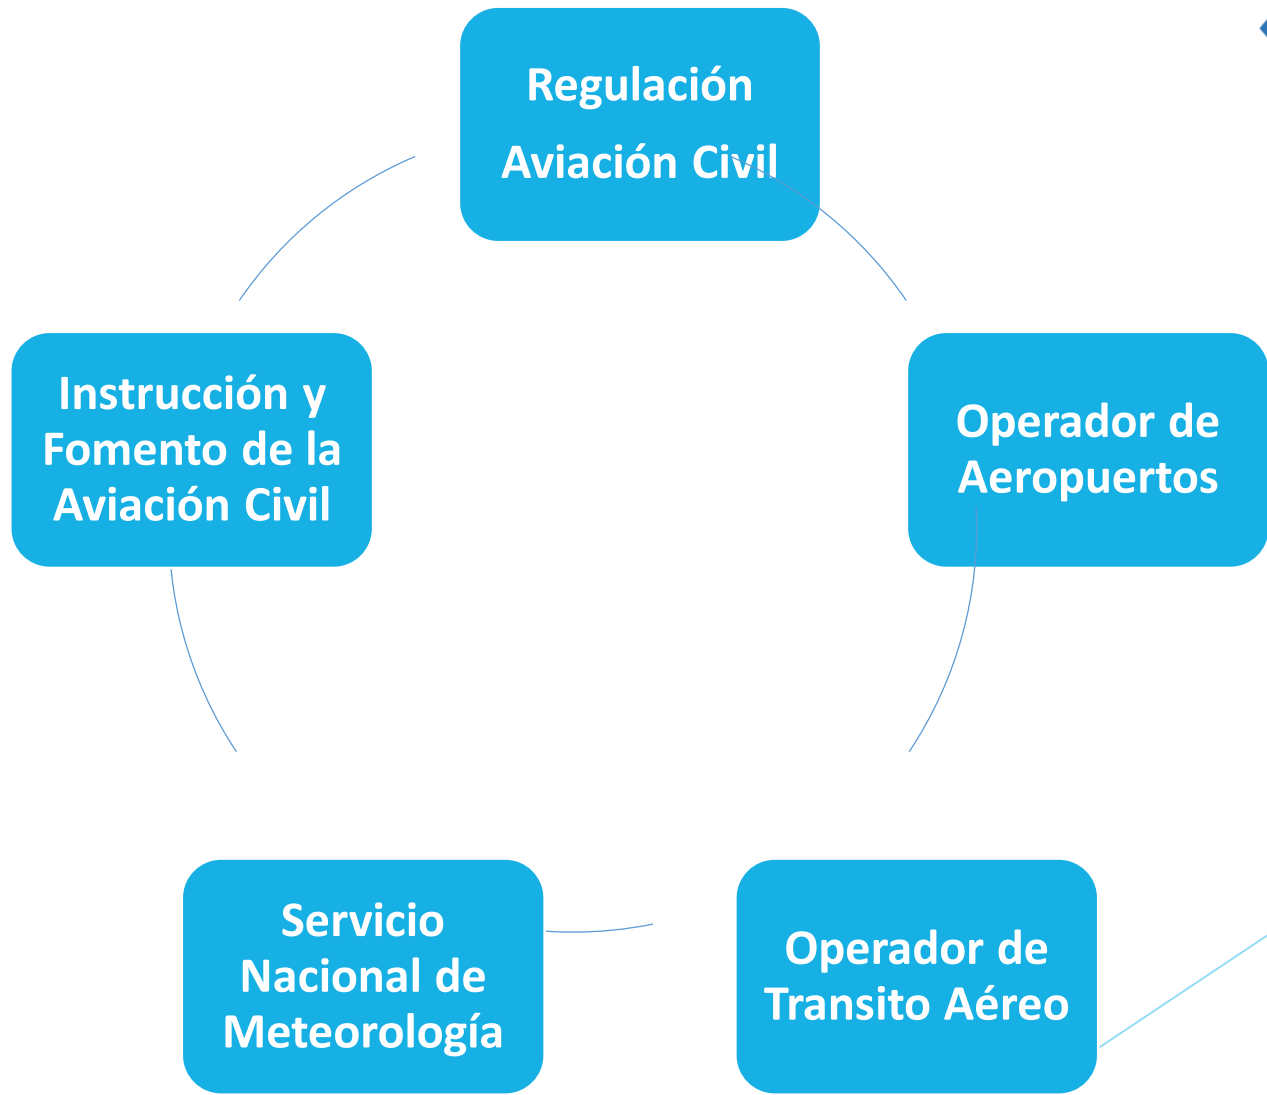 Regulación
Aviación Civil
Instrucción y
Fomento de la
Aviación Civil
Operador de
Aeropuertos
Servicio
Nacional de
Meteorología
Operador de
Transito Aéreo